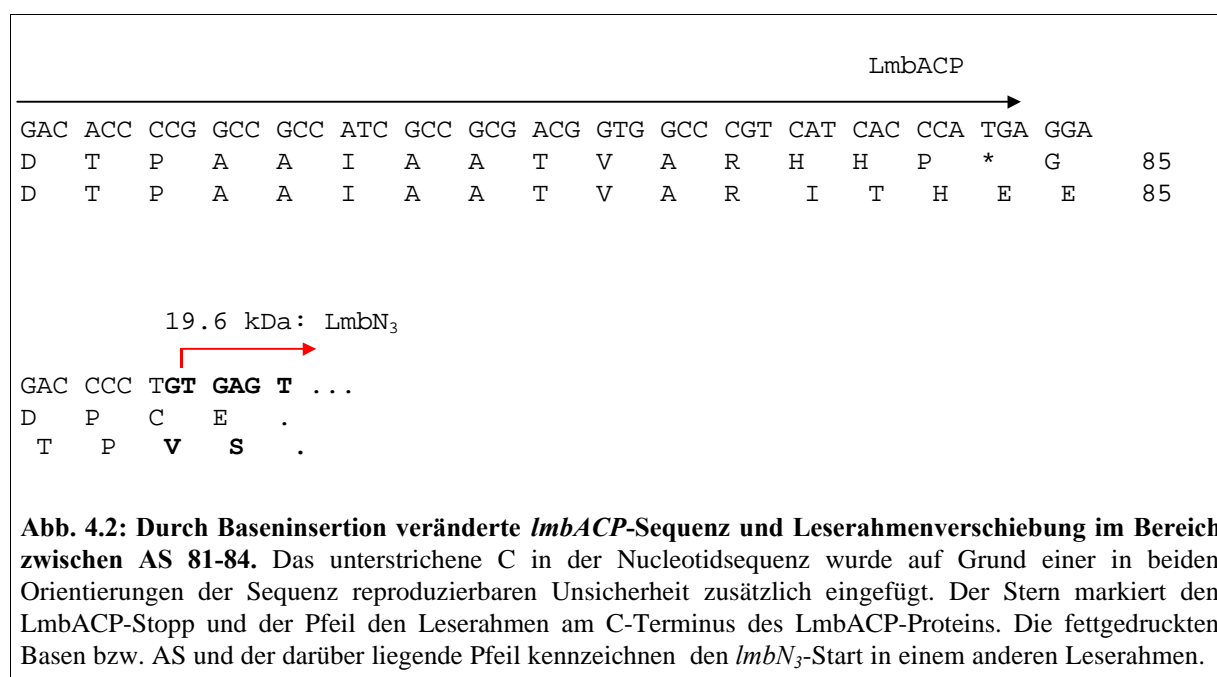 LmbACP
GAC ACC CCG GCC GCC ATC GCC GCG ACG GTG GCC CGT CAT CAC CCA TGA GGA
D T P A A I A A T V A R H H P * G 85
D T P A A I A A T V A R I T H E E 85
19.6 kDa: LmbN₃
GAC CCC TGT GAG T ...
D P C E .
T P V S .
Abb. 4.2: Durch Baseninsertion veränderte lmbACP-Sequenz und Leserahmenverschiebung im Bereich
zwischen AS 81-84. Das unterstrichene C in der Nucleotidsequenz wurde auf Grund einer in beiden
Orientierungen der Sequenz reproduzierbaren Unsicherheit zusätzlich eingefügt. Der Stern markiert den
LmbACP-Stopp und der Pfeil den Leserahmen am C-Terminus des LmbACP-Proteins. Die fettgedruckten
Basen bzw. AS und der darüber liegende Pfeil kennzeichnen den lmbN₃-Start in einem anderen Leserahmen.